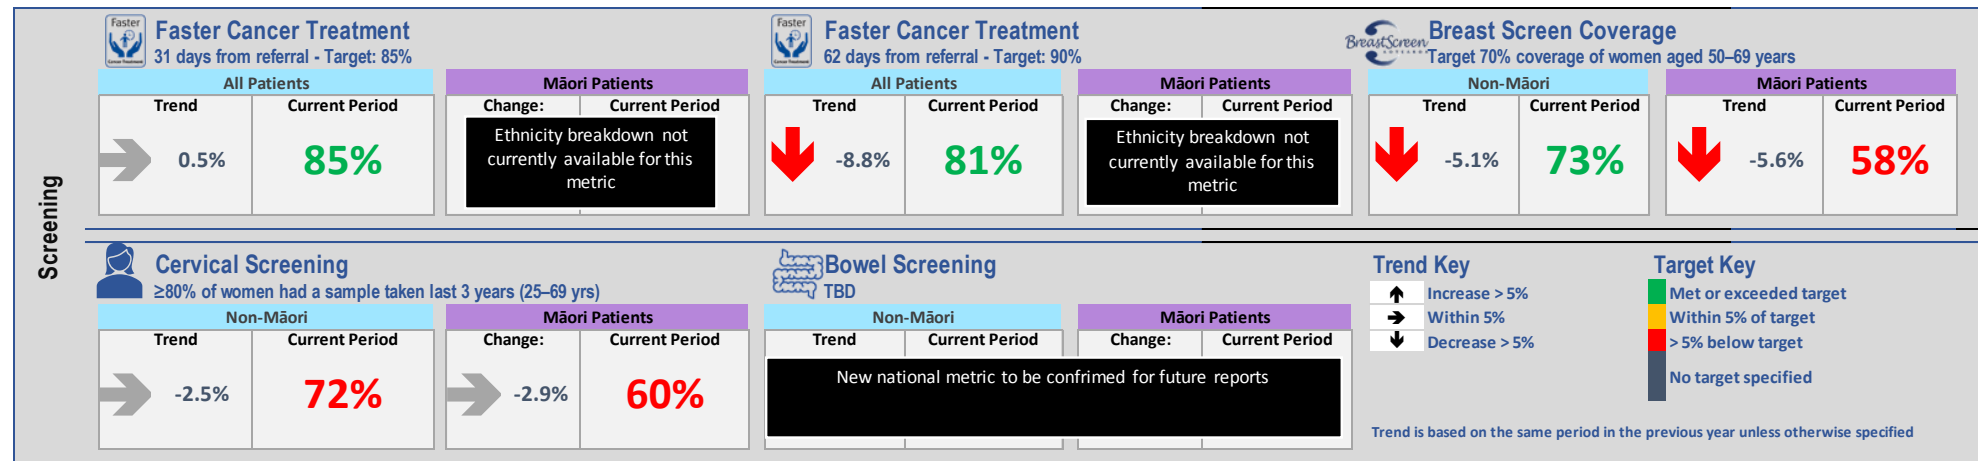 Screening
Faster
Cancer Treatment
Faster Cancer Treatment
31 days from referral - Target: 85%
All Patients
Māori Patients
Trend
Current Period
Change:
Current Period
0.5%
85%
Ethnicity breakdown not
currently available for this
metric
Faster
Cancer Treatment
Faster Cancer Treatment
62 days from referral - Target: 90%
All Patients
Māori Patients
Trend
Current Period
Change:
Current Period
-8.8%
81%
Ethnicity breakdown not
currently available for this
metric
BreastScreen
Breast Screen Coverage
Target 70% coverage of women aged 50–69 years
Non-Māori
Māori Patients
Trend
Current Period
Trend
Current Period
-5.1%
73%
-5.6%
58%
Cervical Screening
≥80% of women had a sample taken last 3 years (25–69 yrs)
Non-Māori
Māori Patients
Trend
Current Period
Change:
Current Period
-2.5%
72%
-2.9%
60%
Bowel Screening
TBD
Non-Māori
Māori Patients
Trend
Current Period
Change:
Current Period
New national metric to be confrimed for future reports
Trend Key
Increase > 5%
Within 5%
Decrease > 5%
Target Key
Met or exceeded target
Within 5% of target
> 5% below target
No target specified
Trend is based on the same period in the previous year unless otherwise specified